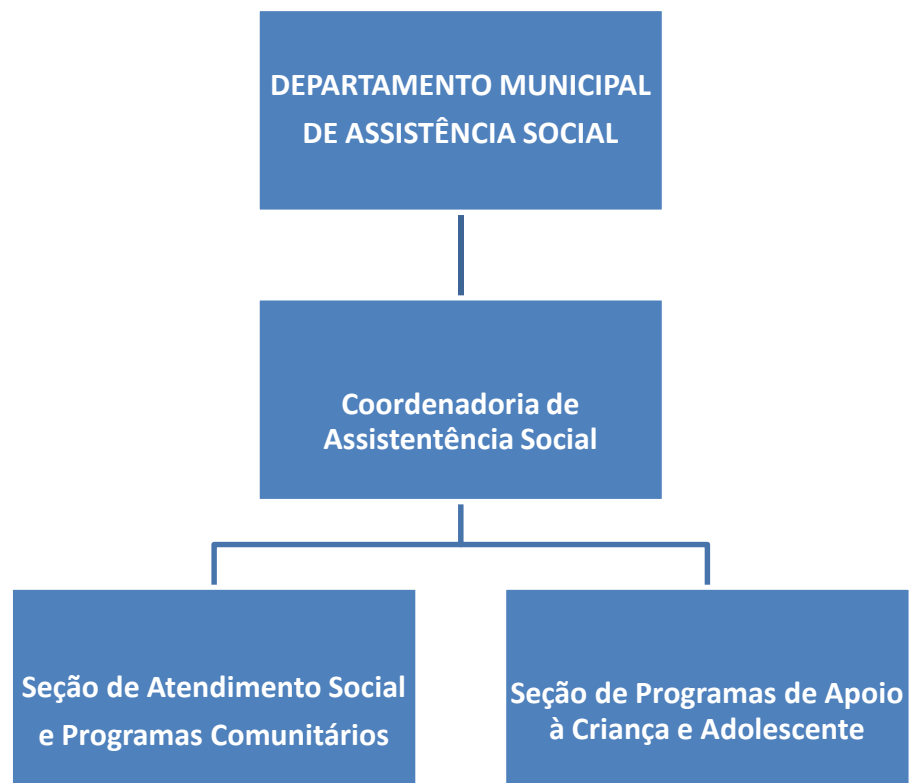 DEPARTAMENTO MUNICIPAL
DE ASSISTÊNCIA SOCIAL
Coordenadoria de
Assistentência Social
Seção de Atendimento Social
e Programas Comunitários
Seção de Programas de Apoio
à Criança e Adolescente